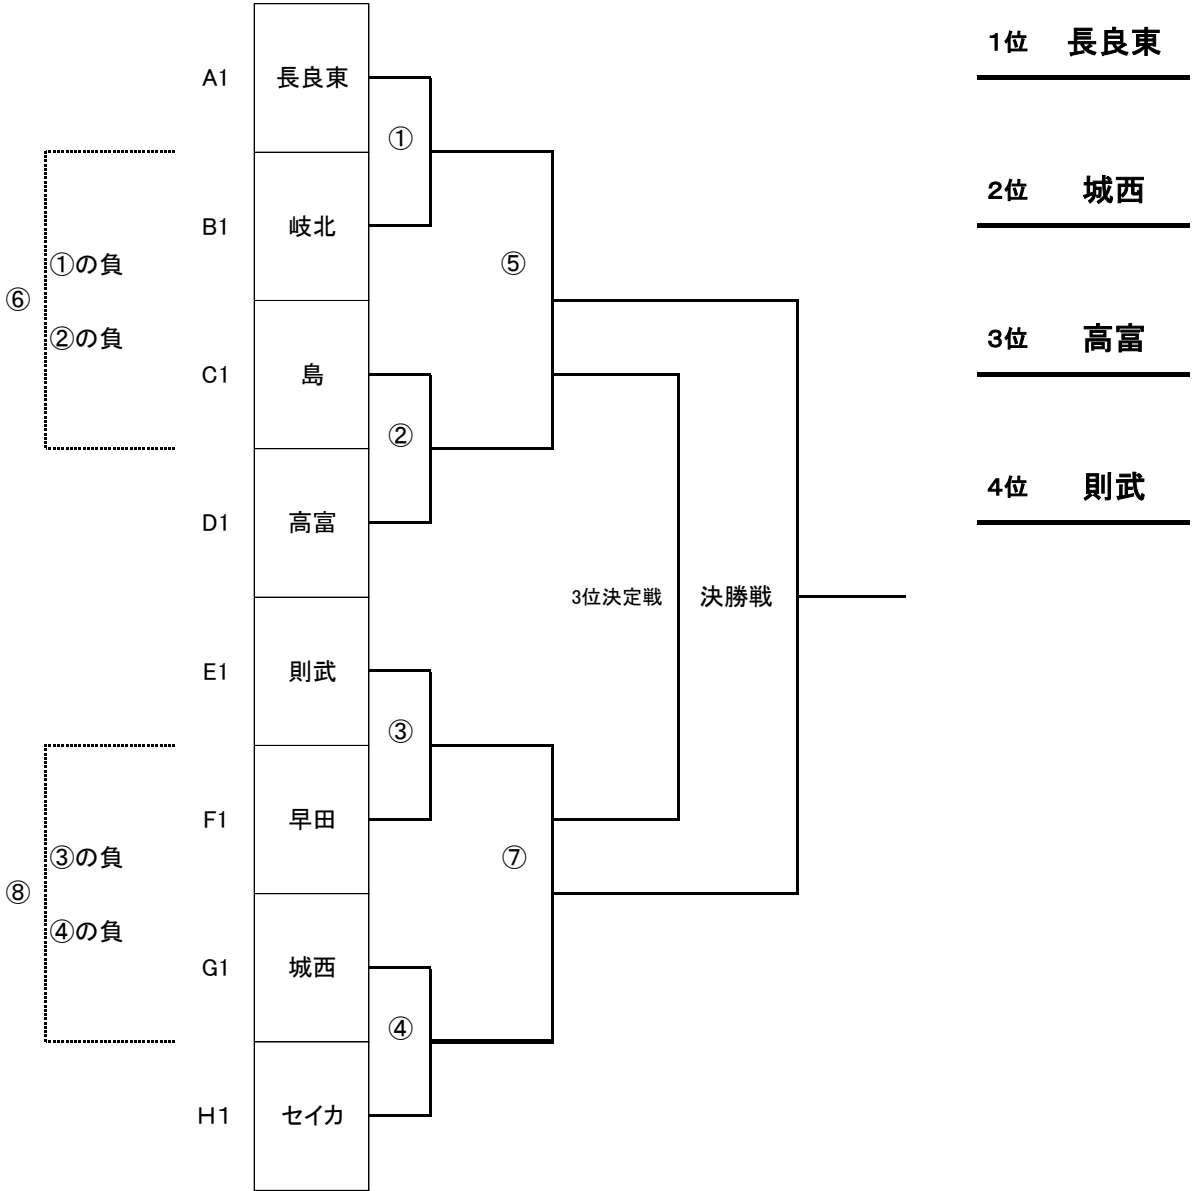 1位 長良東
A1 長良東
①
2位 城西
B1 岐北
①の負
⑤
⑥
②の負
3位 高富
C1 島
②
4位 則武
D1 高富
3位決定戦 決勝戦
E1 則武
③
F1 早田
③の負
⑦
⑧
④の負
G1 城西
④
H1 セイカ